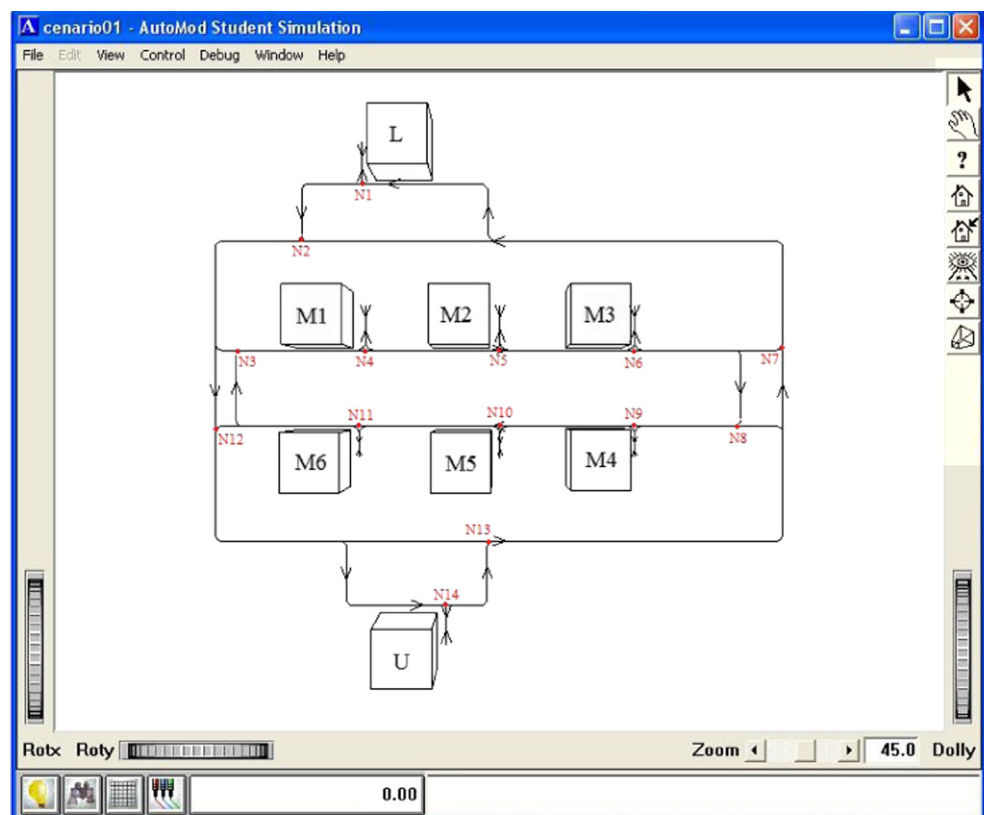 A cenario01 - AutoMod Student Simulation
File Edit View Control Debug Window Help
L
N1
N2
M1 M2 M3
N3 N4 N5 N6 N7
N11 N10 N9
N12 N8
M6 M5 M4
N13
N14
U
?
Rotx Roty Zoom 45.0 Dolly
0.00